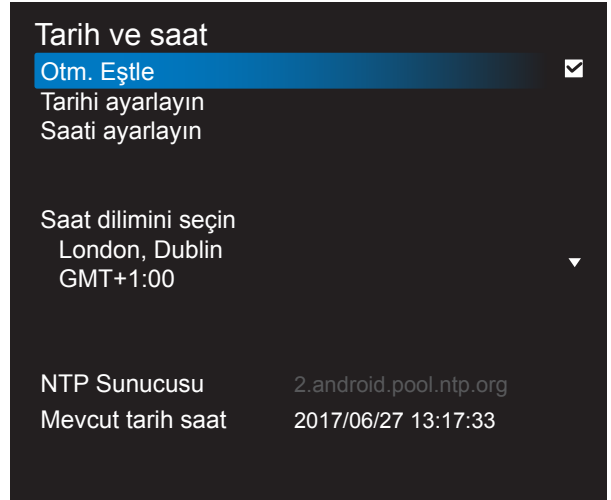 Tarih ve saat
Otm. Eştle
Tarihi ayarlayın
Saati ayarlayın
Saat dilimini seçin
London, Dublin
GMT+1:00
NTP Sunucusu 2.android.pool.ntp.org
Mevcut tarih saat 2017/06/27 13:17:33